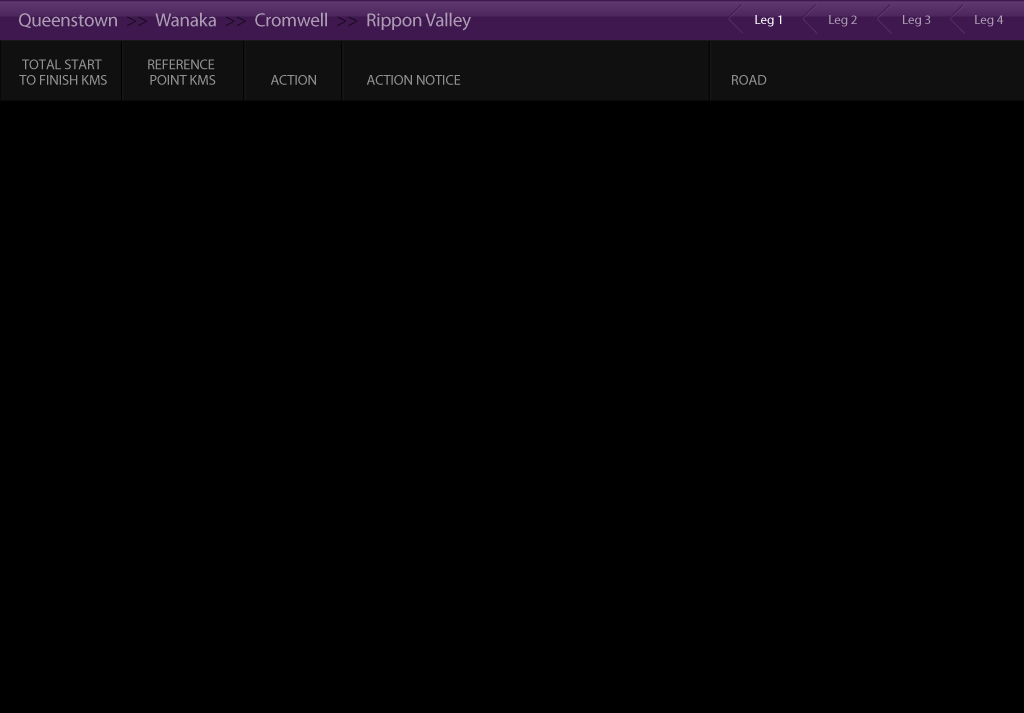 Queenstown >> Wanaka >> Cromwell >> Rippon Valley
Leg 1
Leg 2
Leg 3
Leg 4
TOTAL START
TO FINISH KMS
REFERENCE
POINT KMS
ACTION
ACTION NOTICE
ROAD